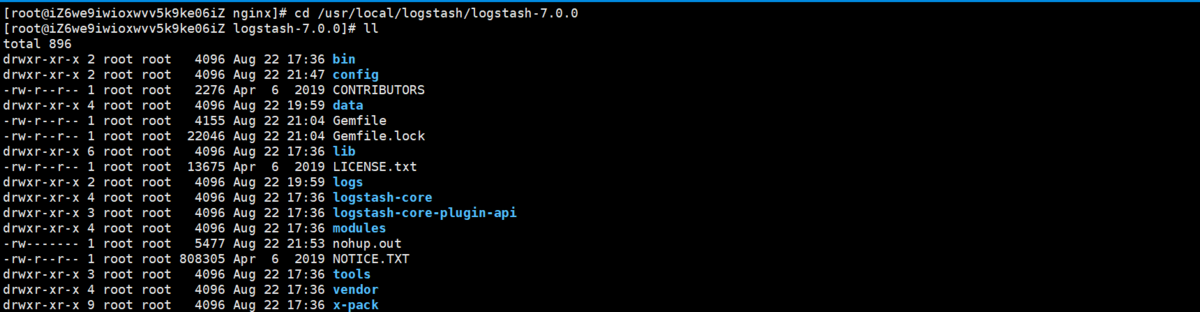 [root@iZ6we9iwioxwvv5k9ke06iZ nginx]# cd /usr/local/logstash/logstash-7.0.0
[root@iZ6we9iwioxwvv5k9ke06iZ logstash-7.0.0]# ll
total 896
drwxr-xr-x 2 root root   4096 Aug 22 17:36 bin
drwxr-xr-x 2 root root   4096 Aug 22 21:47 config
-rw-r--r-- 1 root root   2276 Apr  6  2019 CONTRIBUTORS
drwxr-xr-x 4 root root   4096 Aug 22 19:59 data
-rw-r--r-- 1 root root   4155 Aug 22 21:04 Gemfile
-rw-r--r-- 1 root root  22046 Aug 22 21:04 Gemfile.lock
drwxr-xr-x 6 root root   4096 Aug 22 17:36 lib
-rw-r--r-- 1 root root  13675 Apr  6  2019 LICENSE.txt
drwxr-xr-x 2 root root   4096 Aug 22 19:59 logs
drwxr-xr-x 4 root root   4096 Aug 22 17:36 logstash-core
drwxr-xr-x 3 root root   4096 Aug 22 17:36 logstash-core-plugin-api
drwxr-xr-x 4 root root   4096 Aug 22 17:36 modules
-rw------- 1 root root   5477 Aug 22 21:53 nohup.out
-rw-r--r-- 1 root root 808305 Apr  6  2019 NOTICE.TXT
drwxr-xr-x 3 root root   4096 Aug 22 17:36 tools
drwxr-xr-x 4 root root   4096 Aug 22 17:36 vendor
drwxr-xr-x 9 root root   4096 Aug 22 17:36 x-pack